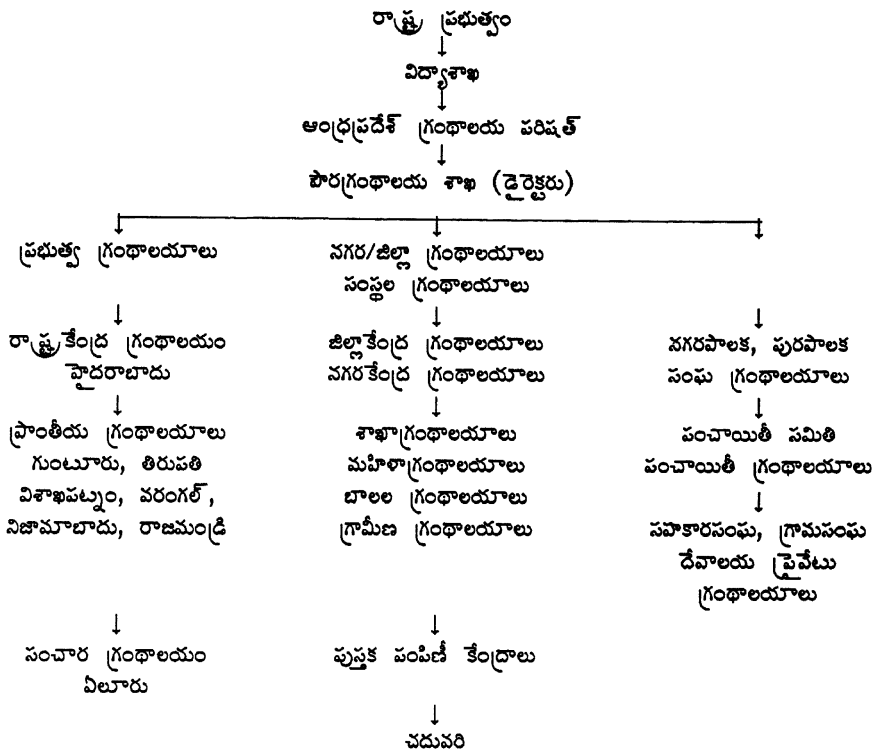 రాష్ట్ర ప్రభుత్వం
విద్యాశాఖ
ఆంధ్రప్రదేశ్ గ్రంథాలయ పరిషత్
పౌరగ్రంథాలయ శాఖ (డైరెక్టరు)
ప్రభుత్వ గ్రంథాలయాలు
నగర/జిల్లా గ్రంథాలయాలు
సంస్థల గ్రంథాలయాలు
రాష్ట్రకేంద్ర గ్రంథాలయం
హైదరాబాదు
జిల్లాకేంద్ర గ్రంథాలయాలు
నగరకేంద్ర గ్రంథాలయాలు
నగరపాలక, పురపాలక
సంఘ గ్రంథాలయాలు
ప్రాంతీయ గ్రంథాలయాలు
గుంటూరు, తిరుపతి
విశాఖపట్నం, వరంగల్,
నిజామాబాదు, రాజమండ్రి
శాఖాగ్రంథాలయాలు
మహిళాగ్రంథాలయాలు
బాలల గ్రంథాలయాలు
గ్రామీణ గ్రంథాలయాలు
పంచాయితీ సమితి
పంచాయితీ గ్రంథాలయాలు
సహకారసంఘ, గ్రామసంఘ
దేవాలయ ప్రైవేటు
గ్రంథాలయాలు
సంచార గ్రంథాలయం
ఏలూరు
పుస్తక పంపిణీ కేంద్రాలు
చదువరి